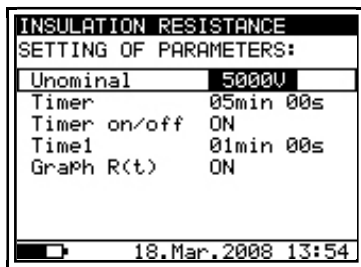 INSULATION RESISTANCE
SETTING OF PARAMETERS:
Unominal 5000V
Timer 05min 00s
Timer on/off ON
Time1 01min 00s
Graph R(t) ON
18.Mar.2008 13:54